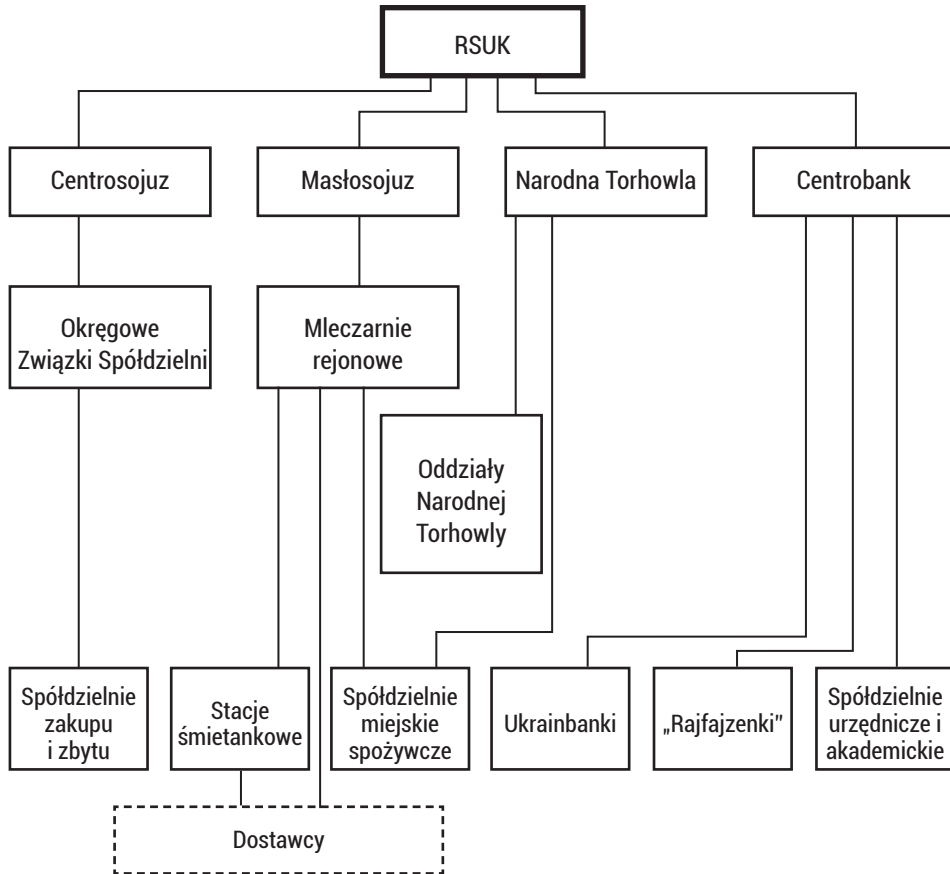 RSUK
Centrosojuz
Masłosojuz
Narodna Torhowla
Centrobank
Okręgowe
Związki Spółdzielni
Mleczarnie
rejonowe
Oddziały
Narodnej
Torhowly
Spółdzielnie
zakupu
i zbytu
Stacje
śmietankowe
Spółdzielnie
miejskie
spożywcze
Ukrainbanki
„Rajfajzenki”
Spółdzielnie
urzędnicze i
akademickie
Dostawcy